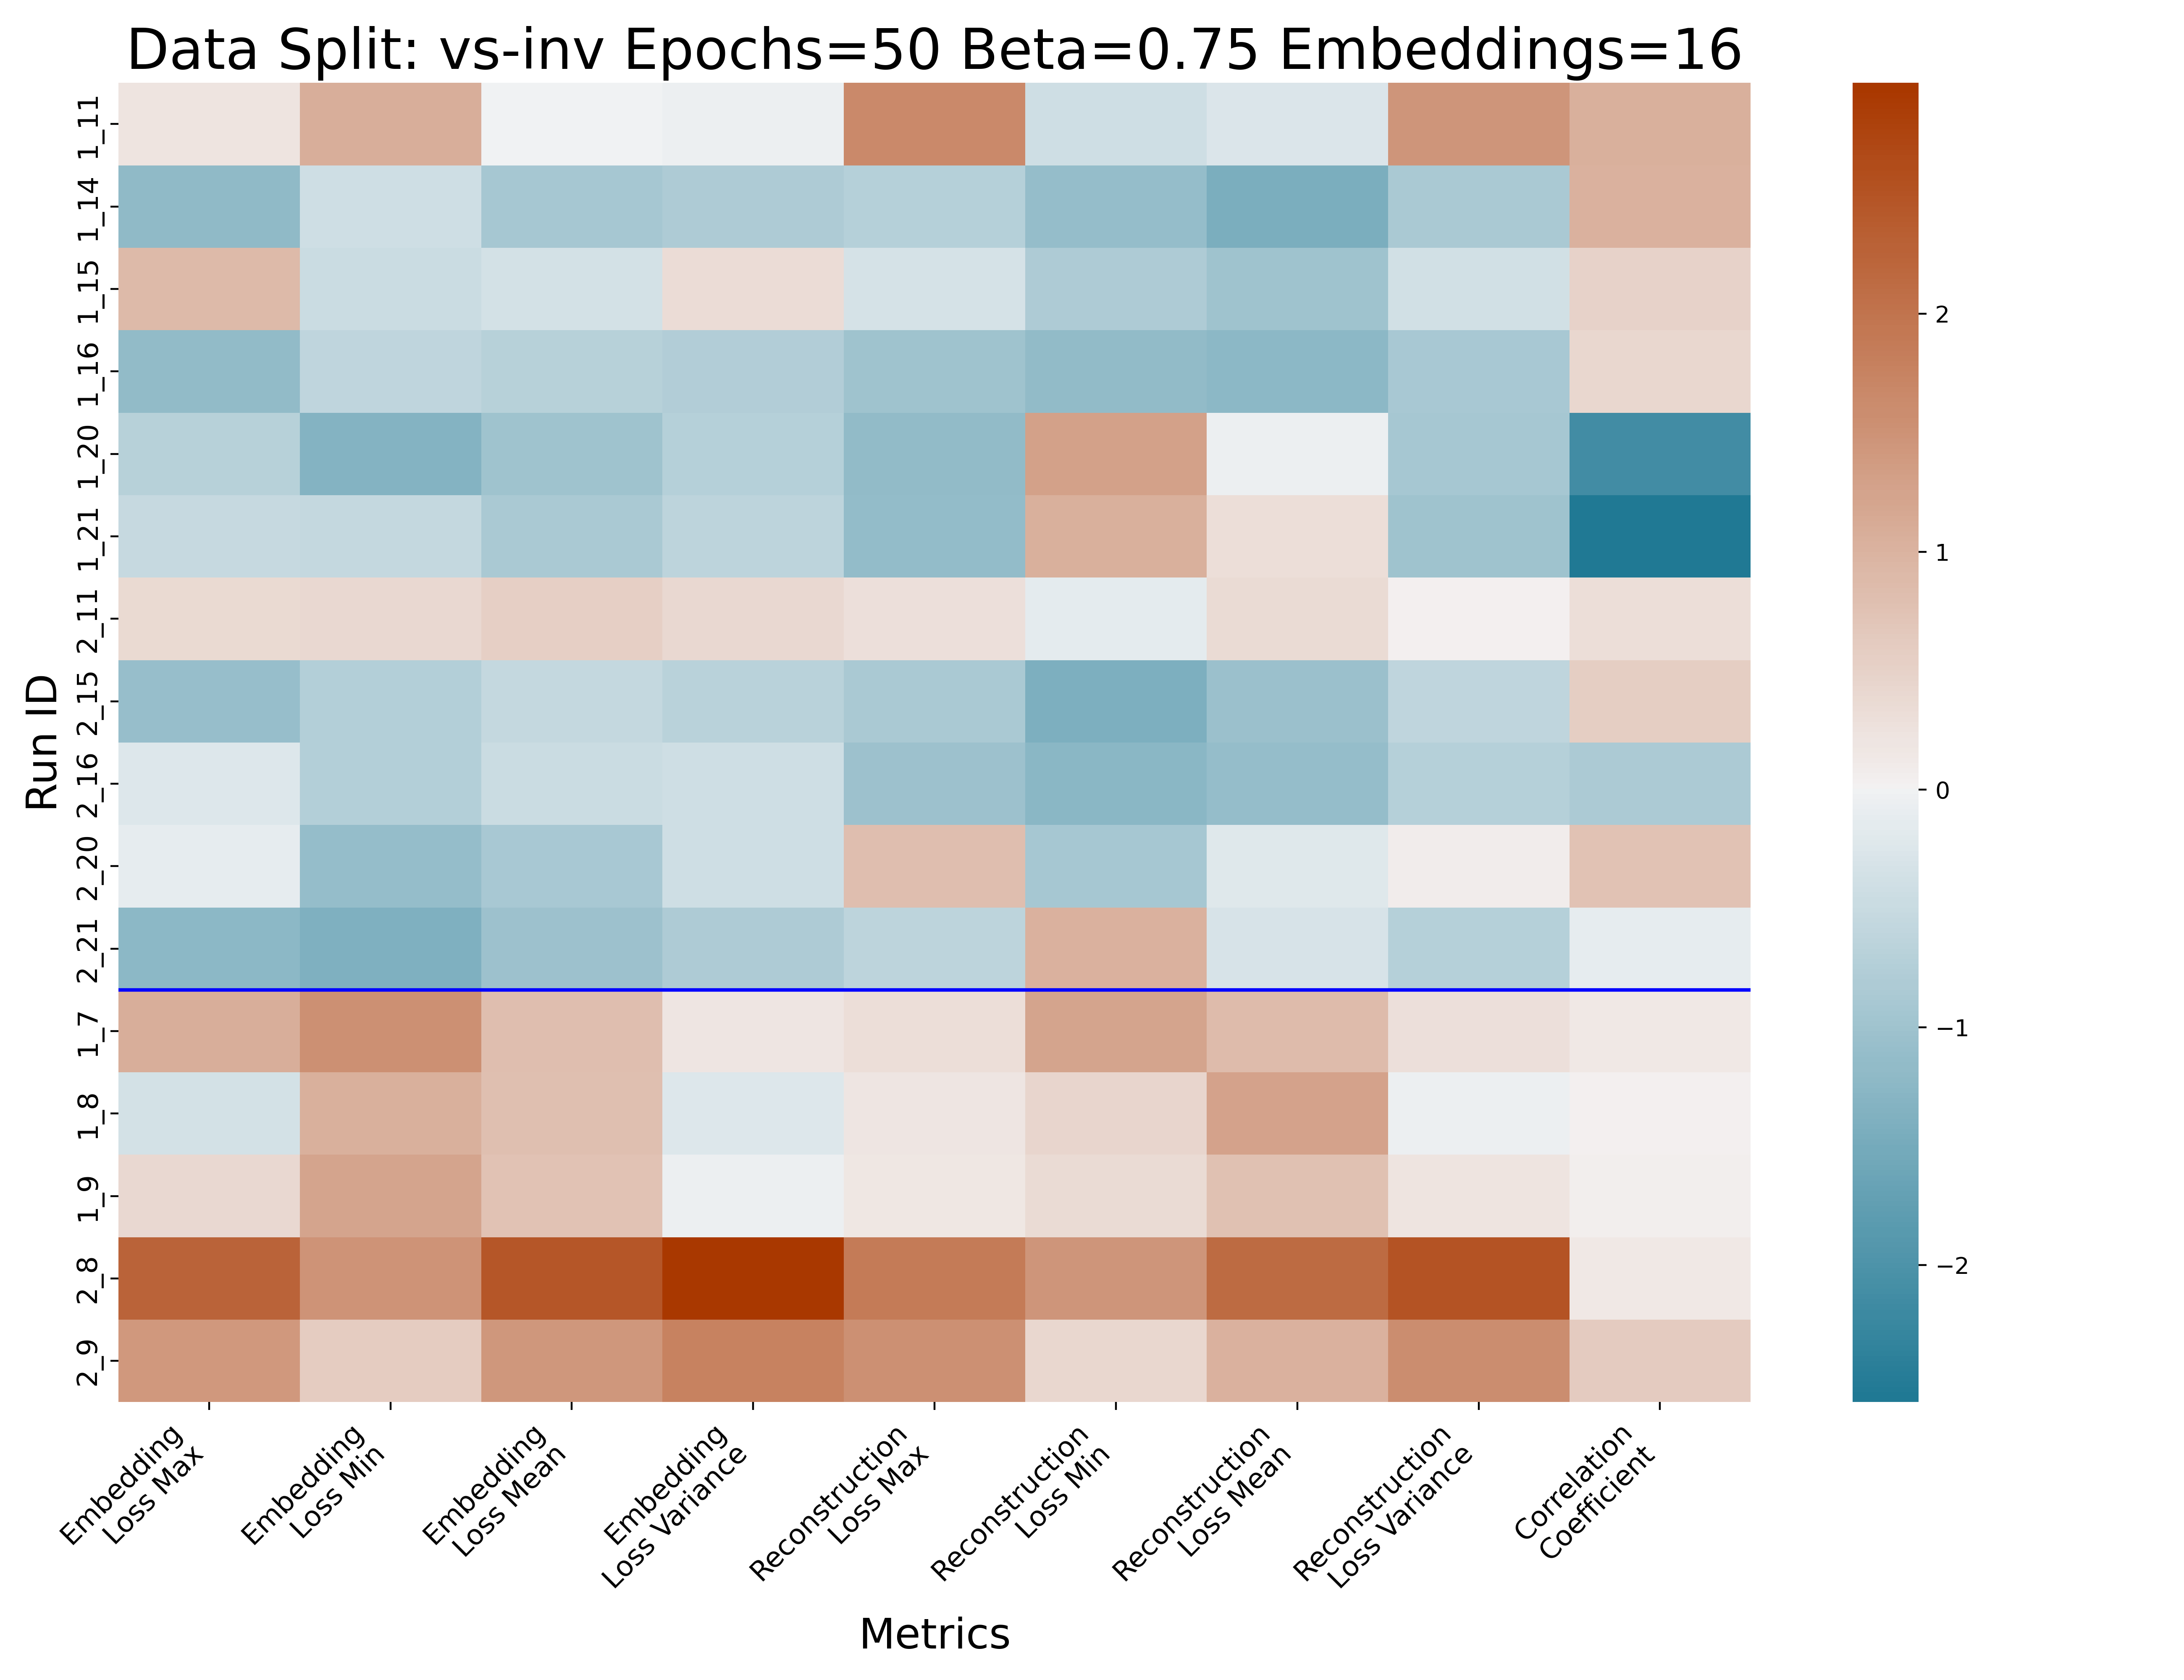 Data Split: vs-inv Epochs=50 Beta=0.75 Embeddings=16
Run ID
1_11
1_14
1_15
1_16
1_20
1_21
2_11
2_15
2_16
2_20
2_21
1_7
1_8
1_9
2_8
2_9
Embedding
Loss Max
Embedding
Loss Min
Embedding
Loss Mean
Embedding
Loss Variance
Reconstruction
Loss Max
Reconstruction
Loss Min
Reconstruction
Loss Mean
Reconstruction
Loss Variance
Correlation
Coefficient
Metrics
2
1
0
−1
−2